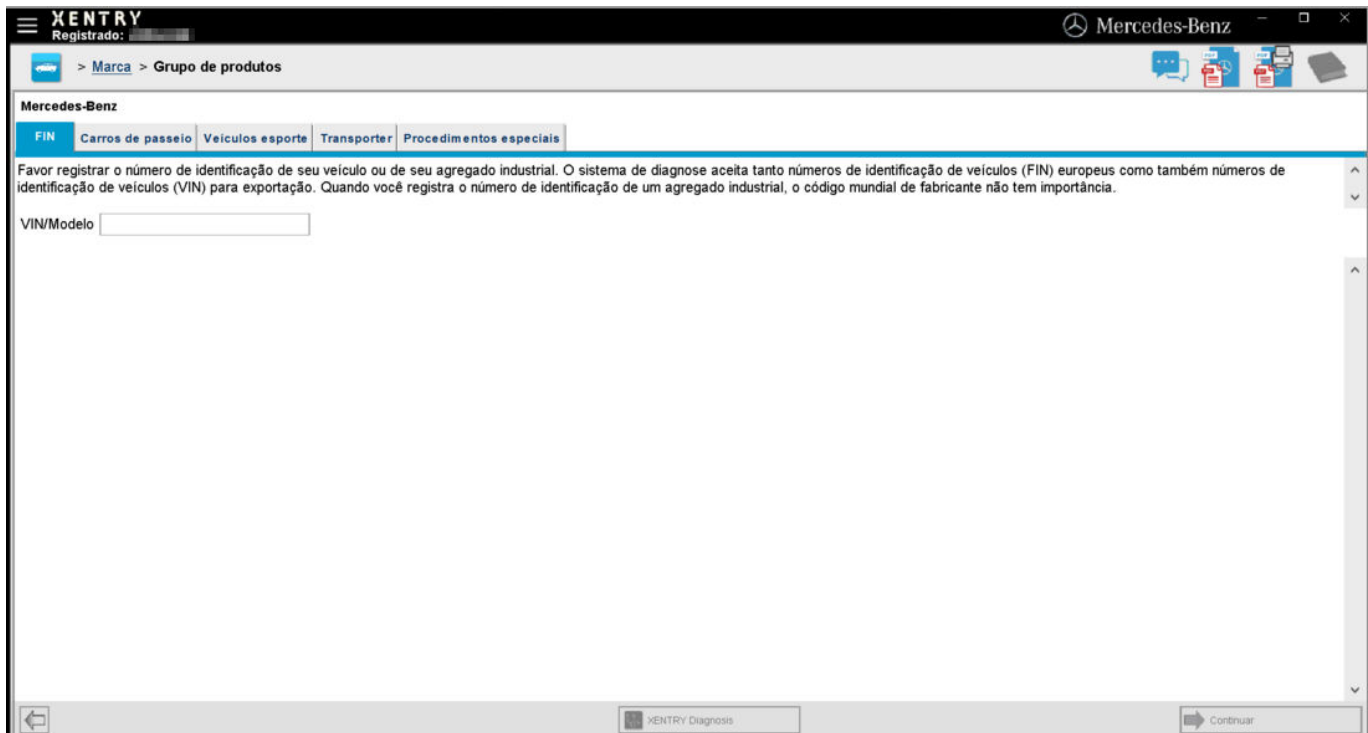 XENTRY
Registrado:
Mercedes-Benz
> Marca > Grupo de produtos
Mercedes-Benz
FIN
Carros de passeio
Veículos esporte
Transporter
Procedimentos especiais
Favor registrar o número de identificação de seu veículo ou de seu agregado industrial. O sistema de diagnose aceita tanto números de identificação de veículos (FIN) europeus como também números de
identificação de veículos (VIN) para exportação. Quando você registra o número de identificação de um agregado industrial, o código mundial de fabricante não tem importância.
VIN/Modelo
XENTRY Diagnosis
Continuar